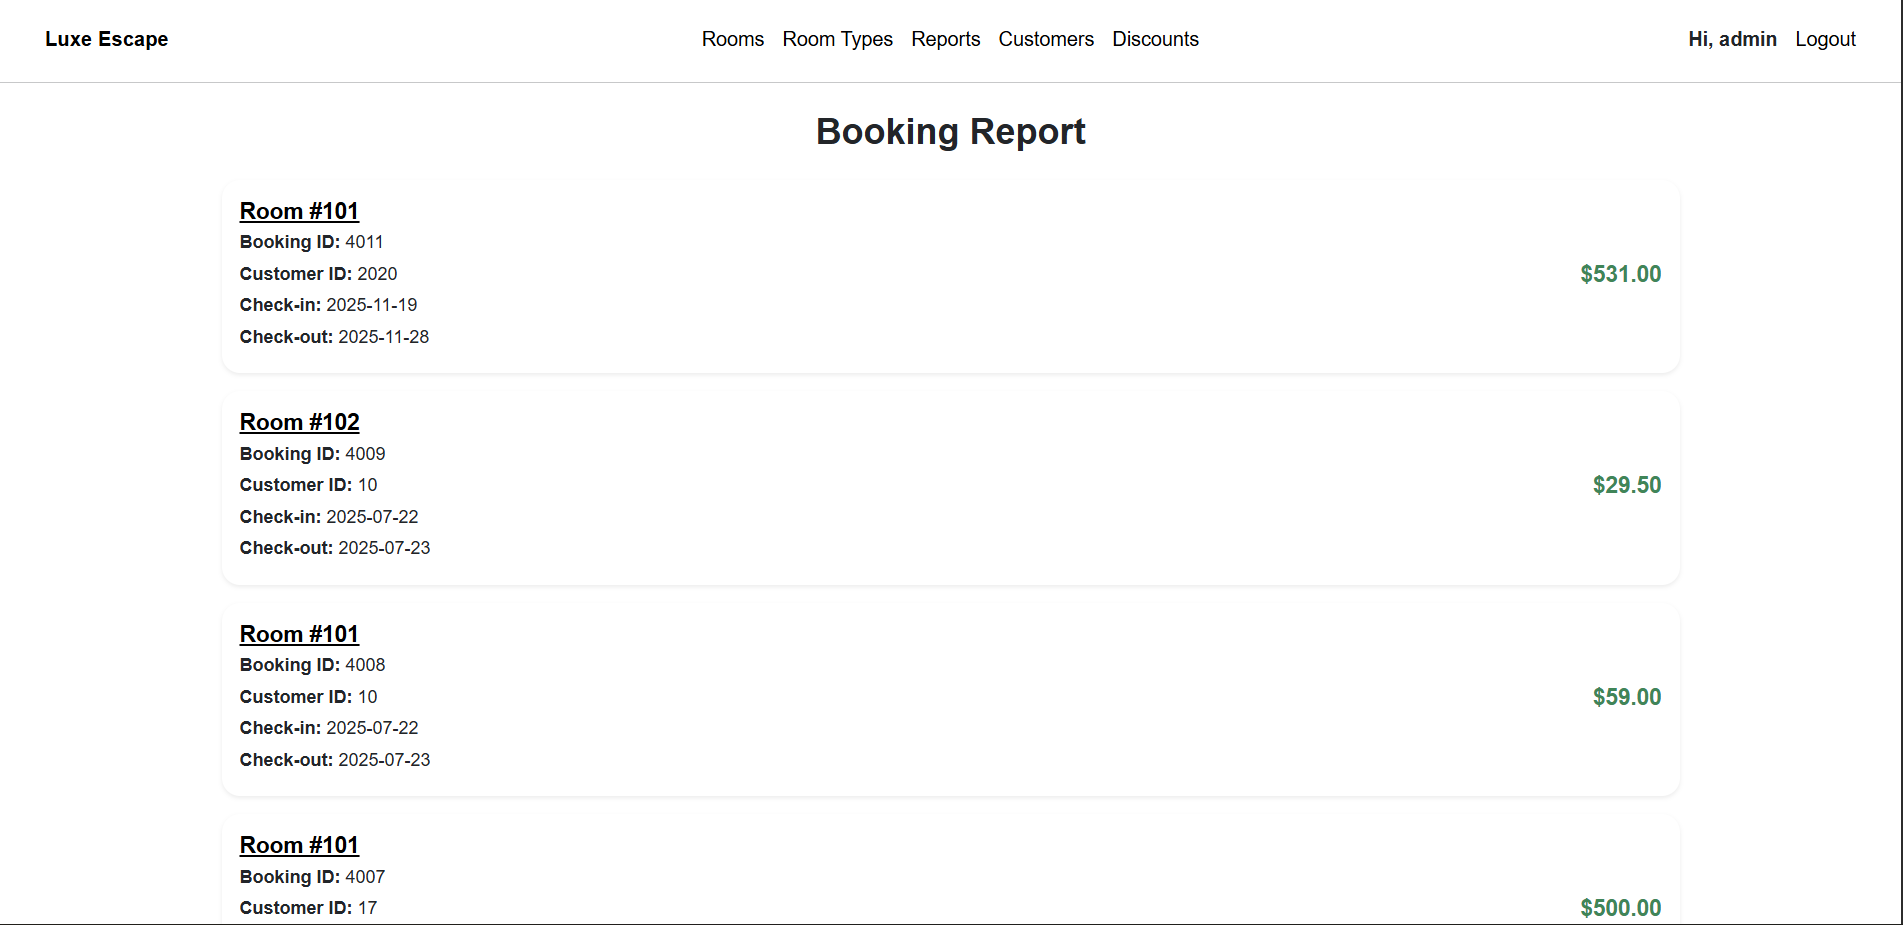 Luxe Escape
Rooms Room Types Reports Customers Discounts
Hi, admin Logout
Booking Report
Room #101
Booking ID: 4011
Customer ID: 2020
Check-in: 2025-11-19
Check-out: 2025-11-28
$531.00
Room #102
Booking ID: 4009
Customer ID: 10
Check-in: 2025-07-22
Check-out: 2025-07-23
$29.50
Room #101
Booking ID: 4008
Customer ID: 10
Check-in: 2025-07-22
Check-out: 2025-07-23
$59.00
Room #101
Booking ID: 4007
Customer ID: 17
$500.00